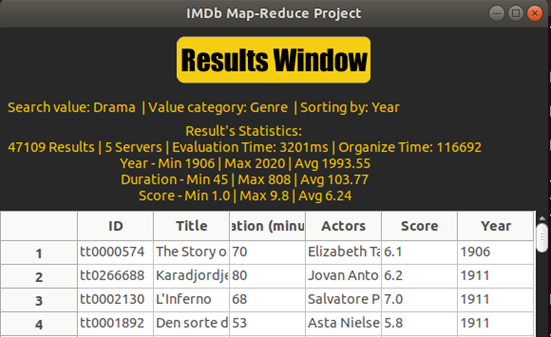 IMDb Map-Reduce Project
Results Window
Search value: Drama | Value category: Genre | Sorting by: Year
Result's Statistics:
47109 Results | 5 Servers | Evaluation Time: 3201ms | Organize Time: 116692
Year - Min 1906 | Max 2020 | Avg 1993.55
Duration - Min 45 | Max 808 | Avg 103.77
Score - Min 1.0 | Max 9.8 | Avg 6.24
ID Title ation (minu Actors Score Year
1 tt0000574 The Story o 70 Elizabeth Ta 6.1 1906
2 tt0266688 Karadjordje 80 Jovan Anto 6.2 1911
3 tt0002130 L'Inferno 68 Salvatore P 7.0 1911
4 tt0001892 Den sorte d 53 Asta Nielse 5.8 1911